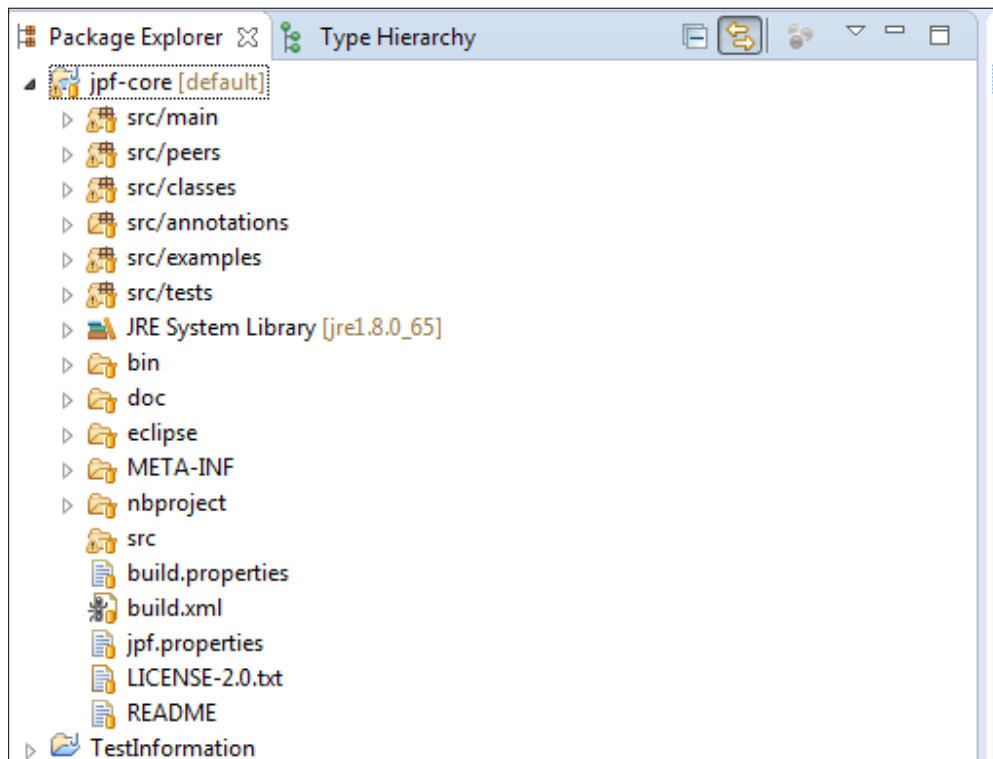 Package Explorer Type Hierarchy
jpf-core [default]
src/main
src/peers
src/classes
src/annotations
src/examples
src/tests
JRE System Library [jre1.8.0_65]
bin
doc
eclipse
META-INF
nbproject
src
build.properties
build.xml
jpf.properties
LICENSE-2.0.txt
README
TestInformation